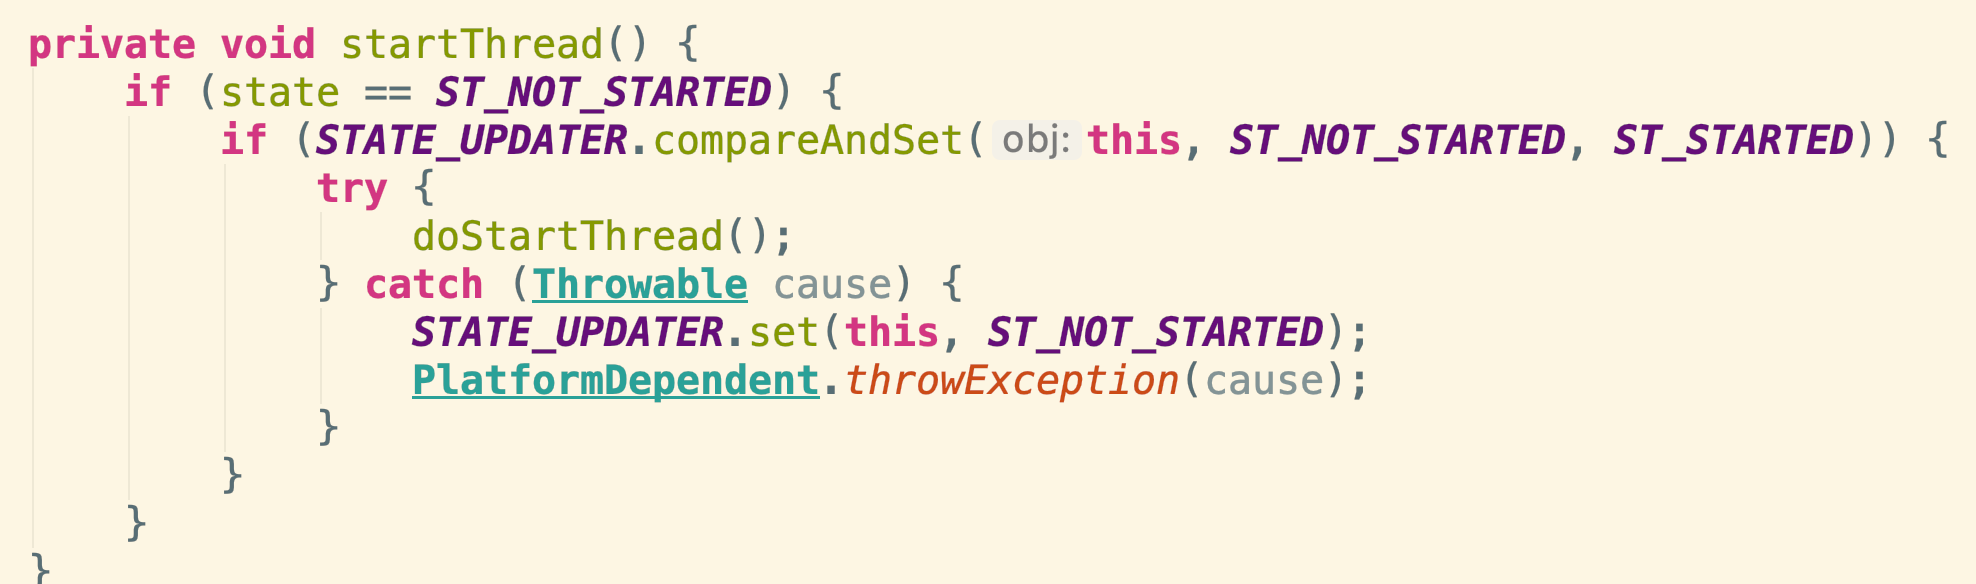 private void startThread() {
if (state == ST_NOT_STARTED) {
if (STATE_UPDATER.compareAndSet( obj: this, ST_NOT_STARTED, ST_STARTED)) {
try {
doStartThread();
} catch (Throwable cause) {
STATE_UPDATER.set(this, ST_NOT_STARTED);
PlatformDependent.throwException(cause);
}
}
}
}